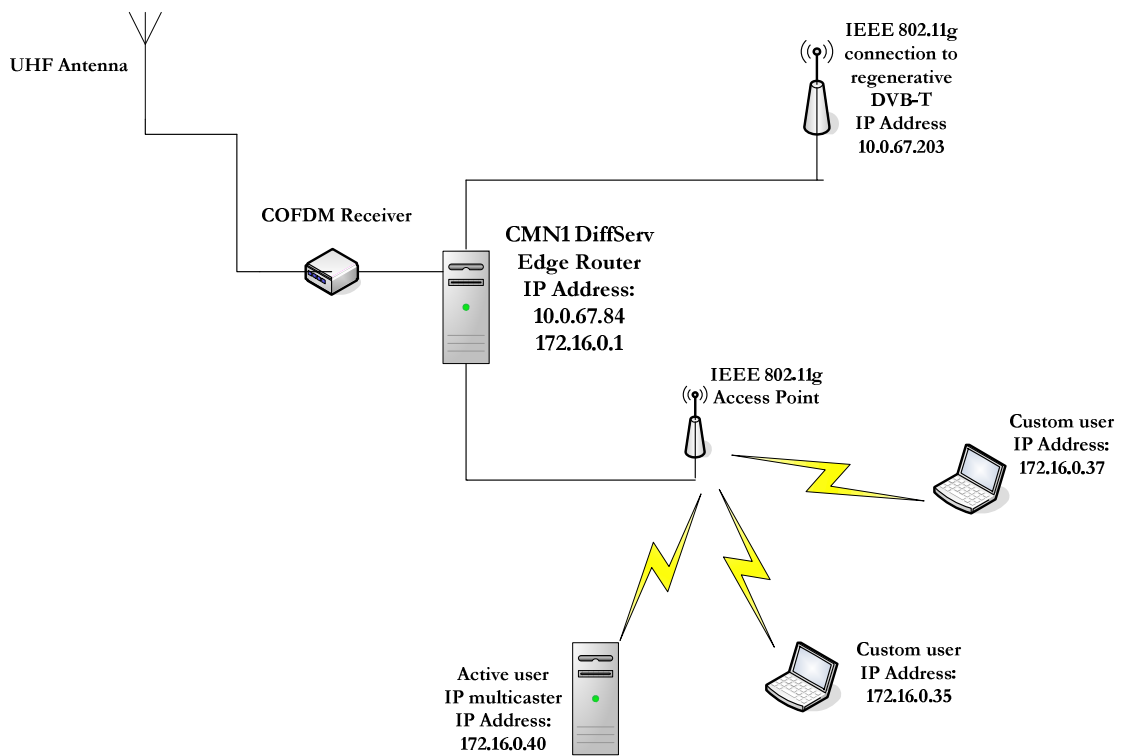 UHF Antenna
IEEE 802.11g
connection to
regenerative
DVB-T
IP Address
10.0.67.203
COFDM Receiver
CMN1 DiffServ
Edge Router
IP Address:
10.0.67.84
172.16.0.1
IEEE 802.11g
Access Point
Custom user
IP Address:
172.16.0.37
Custom user
IP Address:
172.16.0.35
Active user
IP multicaster
IP Address:
172.16.0.40